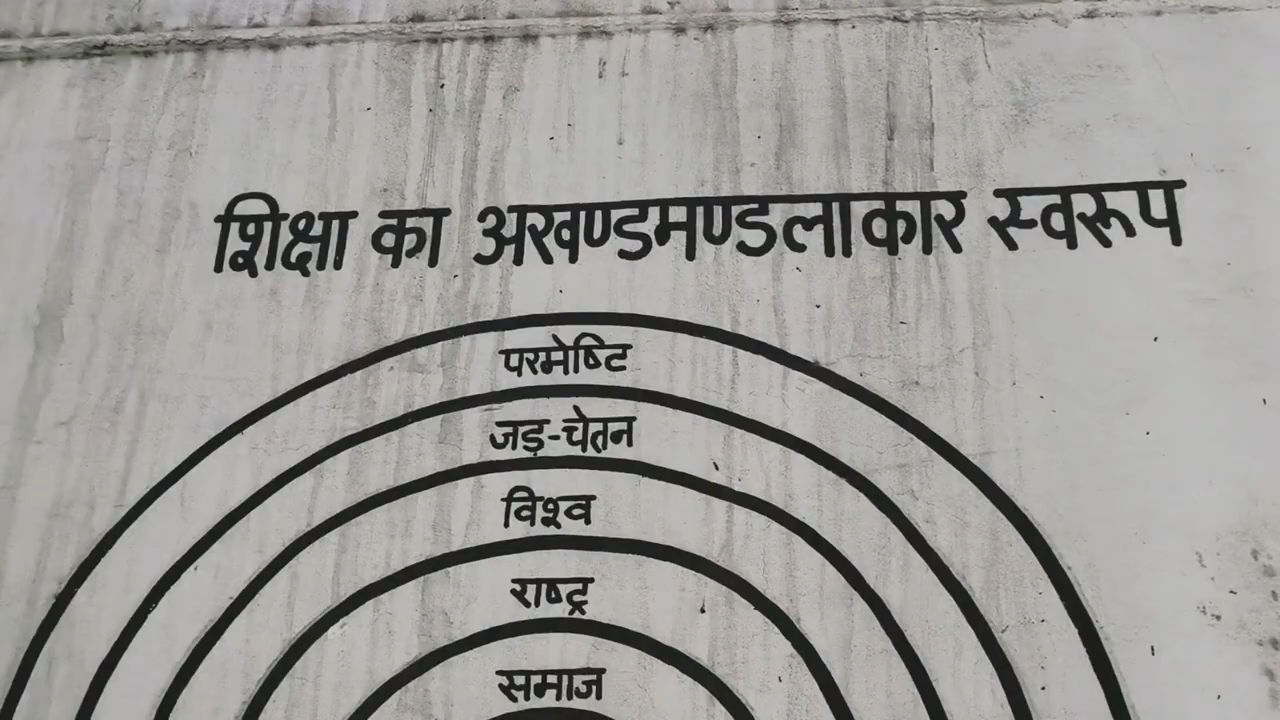 शिक्षा का अखण्डमण्डलाकार स्वरूप
परमेष्टि
जड़-चेतन
विश्व
राष्ट्र
समाज